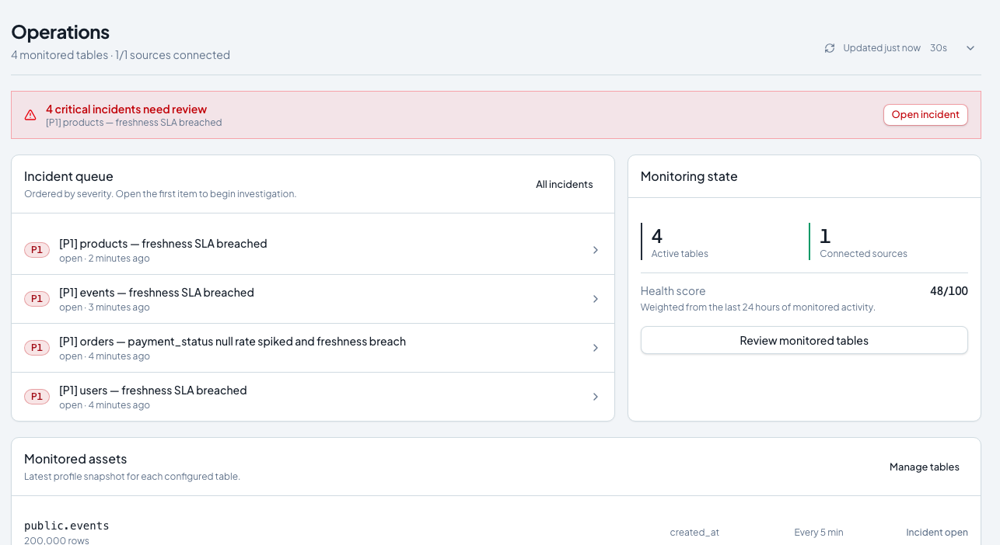 Operations
4 monitored tables · 1/1 sources connected
Updated just now 30s
4 critical incidents need review
[P1] products — freshness SLA breached
Open incident
Incident queue
Ordered by severity. Open the first item to begin investigation.
All incidents
P1 [P1] products — freshness SLA breached
open · 2 minutes ago
P1 [P1] events — freshness SLA breached
open · 3 minutes ago
P1 [P1] orders — payment_status null rate spiked and freshness breach
open · 4 minutes ago
P1 [P1] users — freshness SLA breached
open · 4 minutes ago
Monitoring state
4 1
Active tables Connected sources
Health score 48/100
Weighted from the last 24 hours of monitored activity.
Review monitored tables
Monitored assets
Latest profile snapshot for each configured table.
Manage tables
public.events
200,000 rows
created_at Every 5 min Incident open